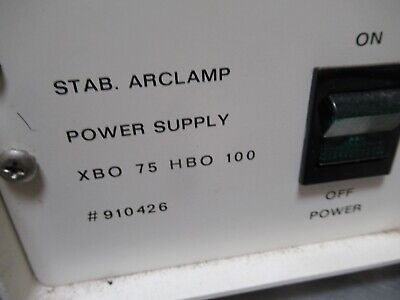 STAB. ARCLAMP
POWER SUPPLY
XBO 75 HBO 100
# 910426
ON
OFF
POWER